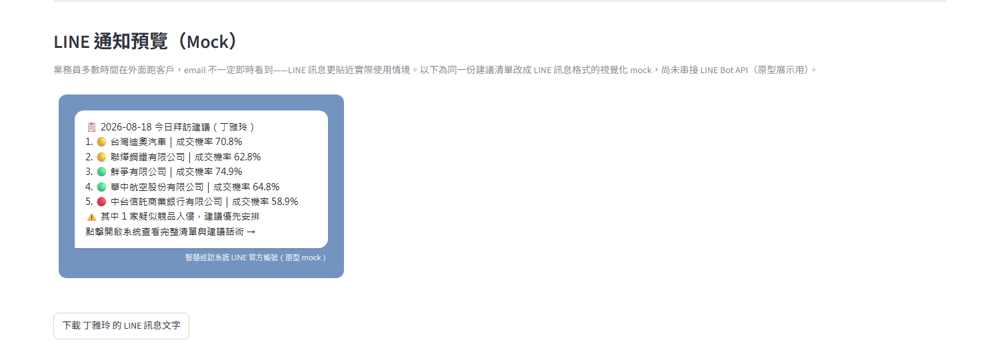 LINE 通知預覽（Mock）
業務員多數時間在外面跑客戶，email 不一定即時看到——LINE 訊息更貼近實際使用情境。以下為同一份建議清單改成 LINE 訊息格式的視覺化 mock，尚未串接 LINE Bot API（原型展示用）。
📋 2026-08-18 今日拜訪建議（丁雅玲）
1. 🟡 台灣迪奧汽車｜成交機率 70.8%
2. 🟡 聯燁鋼鐵有限公司｜成交機率 62.8%
3. 🟢 鮮爭有限公司｜成交機率 74.9%
4. 🟢 華中航空股份有限公司｜成交機率 64.8%
5. 🔴 中台信託商業銀行有限公司｜成交機率 58.9%
⚠️ 其中 1 家疑似競品入侵，建議優先安排
點擊開啟系統查看完整清單與建議話術 →
智慧巡訪系統 LINE 官方帳號（原型 mock）
下載 丁雅玲 的 LINE 訊息文字